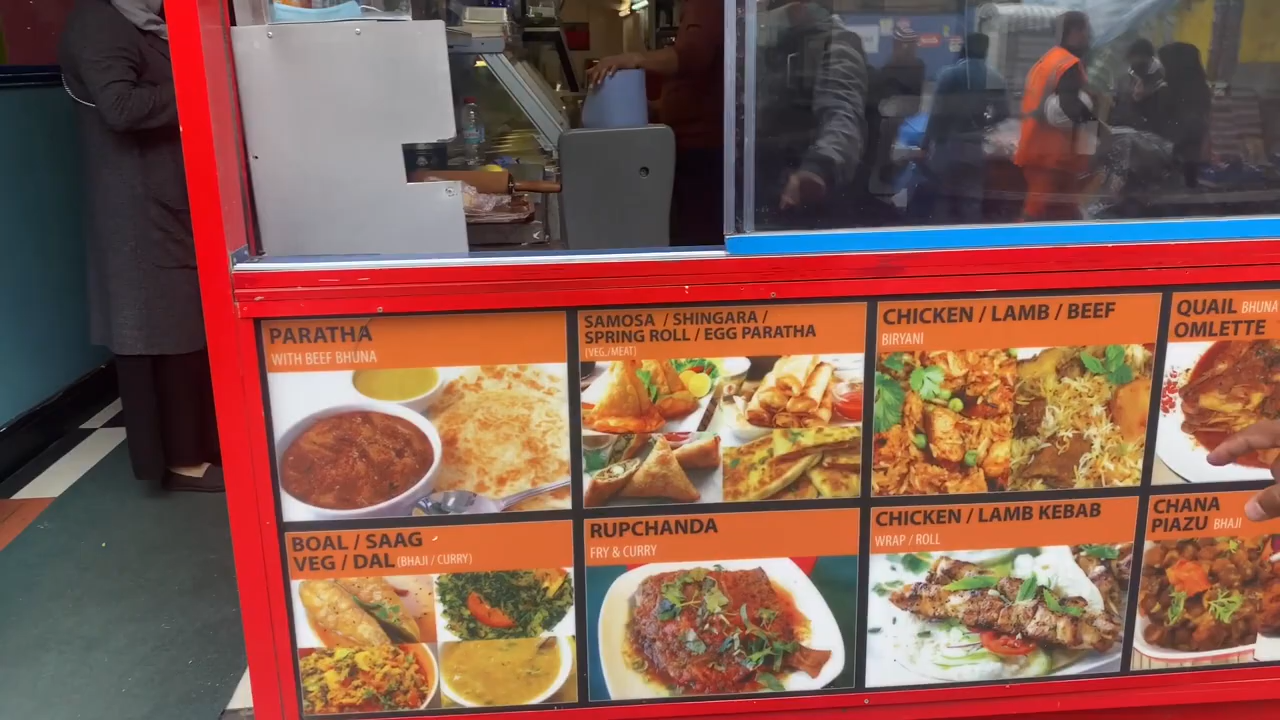 PARATHA
WITH BEEF BHUNA
SAMOSA / SHINGARA /
SPRING ROLL / EGG PARATHA
(VEG./MEAT)
CHICKEN / LAMB / BEEF
BIRYANI
QUAIL BHUNA
OMLETTE
BOAL / SAAG
VEG / DAL (BHAJI / CURRY)
RUPCHANDA
FRY & CURRY
CHICKEN / LAMB KEBAB
WRAP / ROLL
CHANA
PIAZU BHAJI